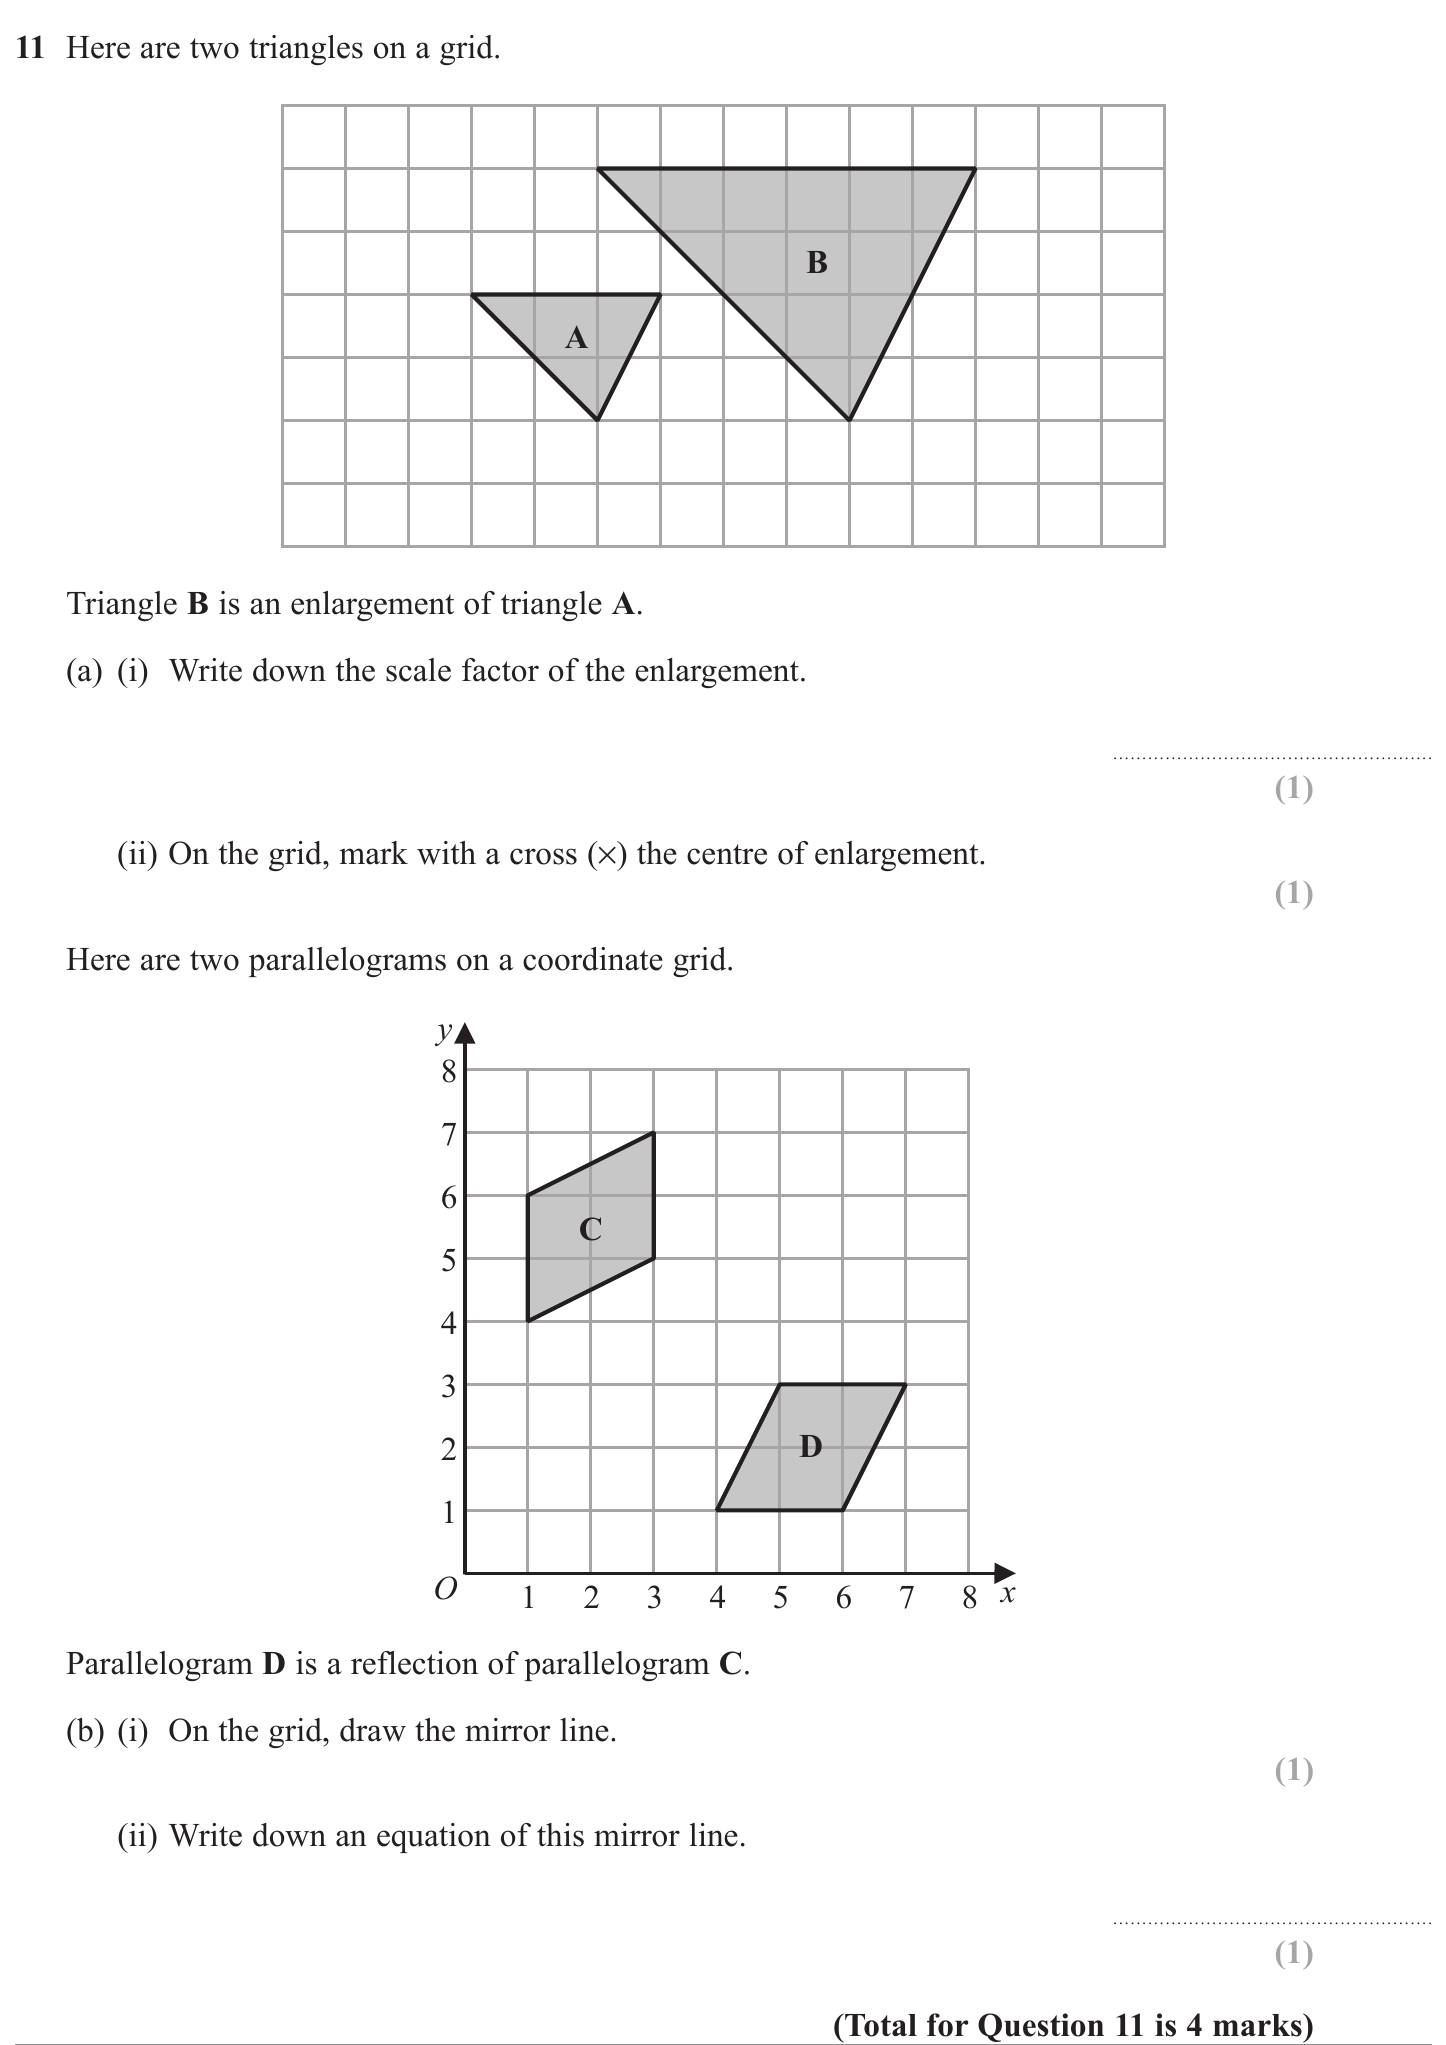 11 Here are two triangles on a grid.
B
A
Triangle B is an enlargement of triangle A.
(a) (i) Write down the scale factor of the enlargement.
(1)
(ii) On the grid, mark with a cross (×) the centre of enlargement.
(1)
Here are two parallelograms on a coordinate grid.
y
8
7
6
C
5
4
3
D
2
1
O 1 2 3 4 5 6 7 8 x
Parallelogram D is a reflection of parallelogram C.
(b) (i) On the grid, draw the mirror line.
(1)
(ii) Write down an equation of this mirror line.
(1)
(Total for Question 11 is 4 marks)